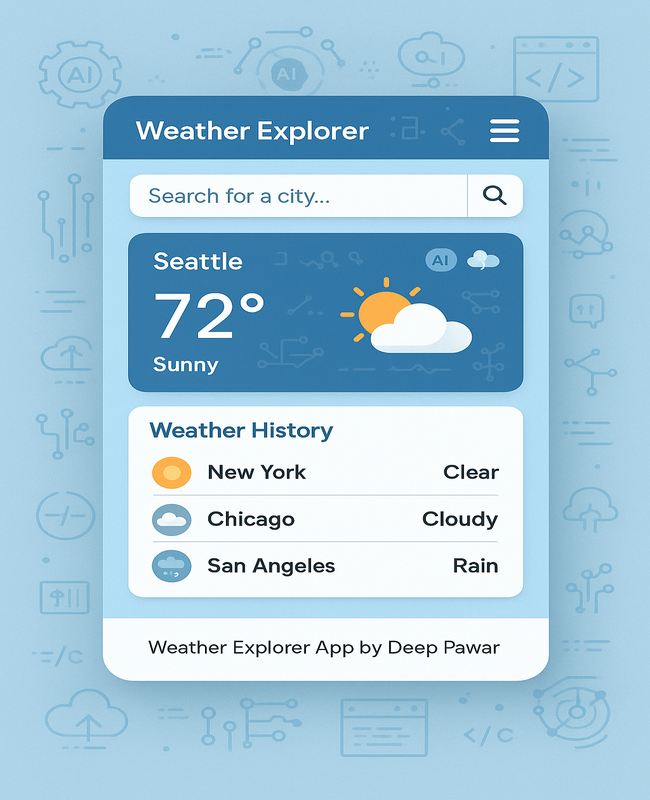 AI
AI
</>
Weather Explorer
Search for a city...
Seattle
AI
72°
Sunny
Weather History
New York Clear
Chicago Cloudy
San Angeles Rain
Weather Explorer App by Deep Pawar
=/c
</c